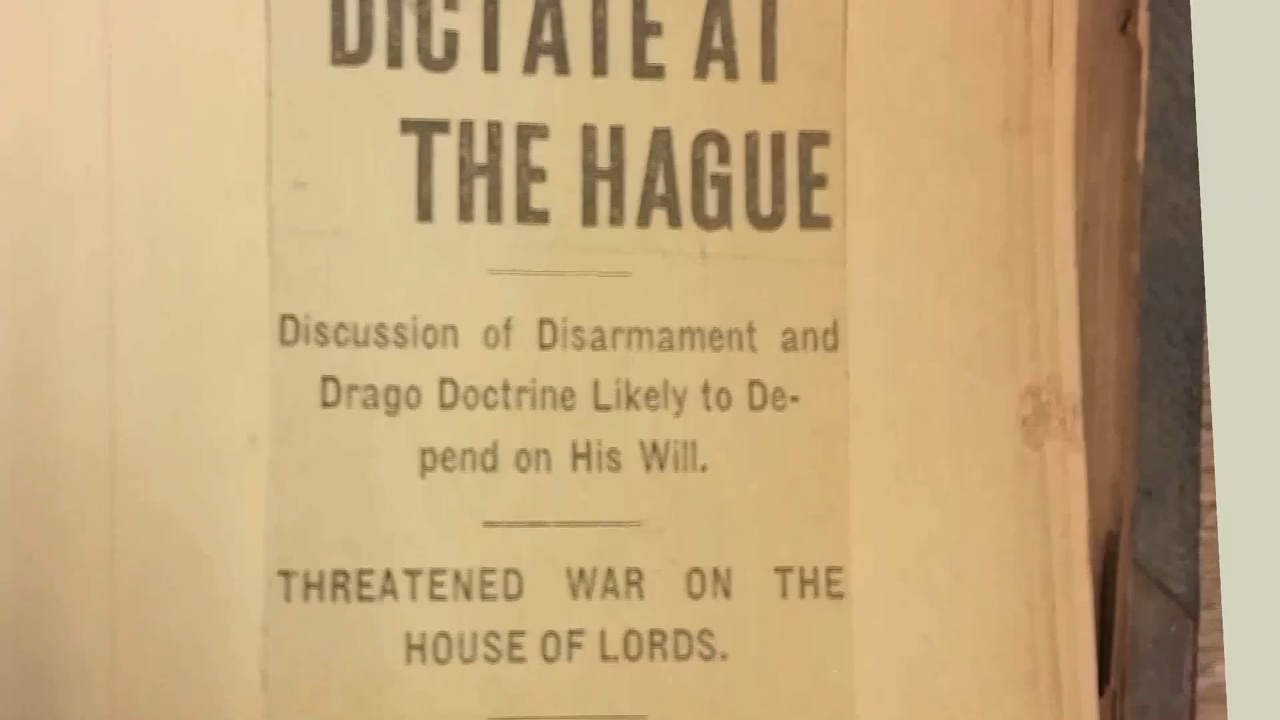 DICTATE AT
THE HAGUE
Discussion of Disarmament and
Drago Doctrine Likely to De-
pend on His Will.
THREATENED WAR ON THE
HOUSE OF LORDS.